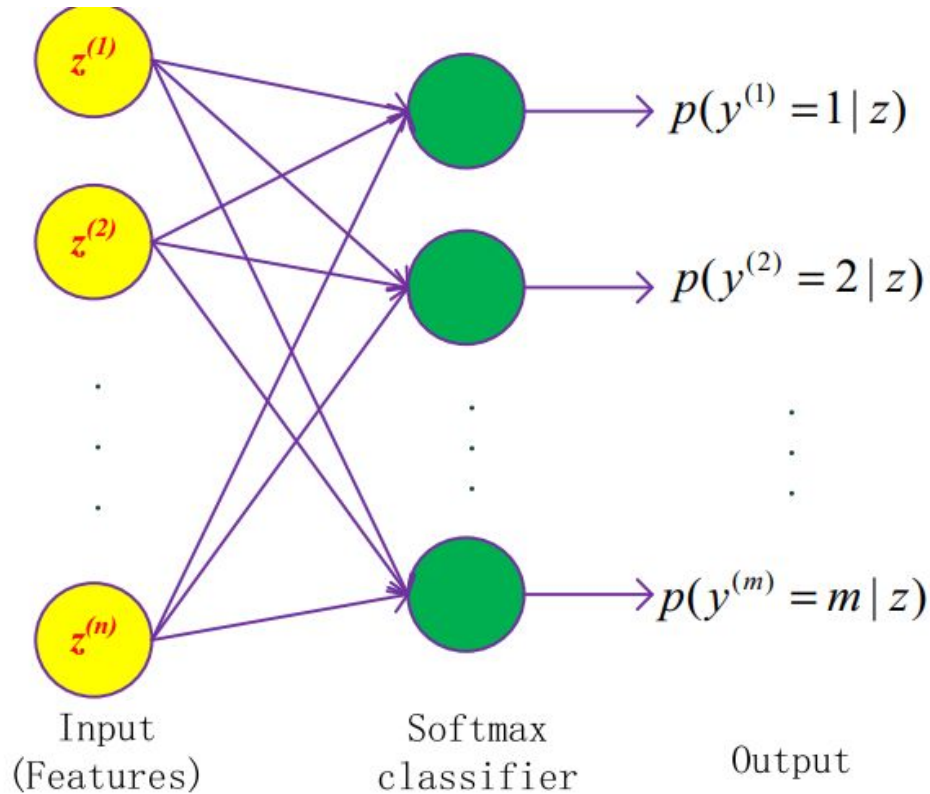 z^{(1)}
p(y^{(1)} = 1 | z)
z^{(2)}
p(y^{(2)} = 2 | z)
z^{(n)}
p(y^{(m)} = m | z)
Input
(Features)
Softmax
classifier
Output